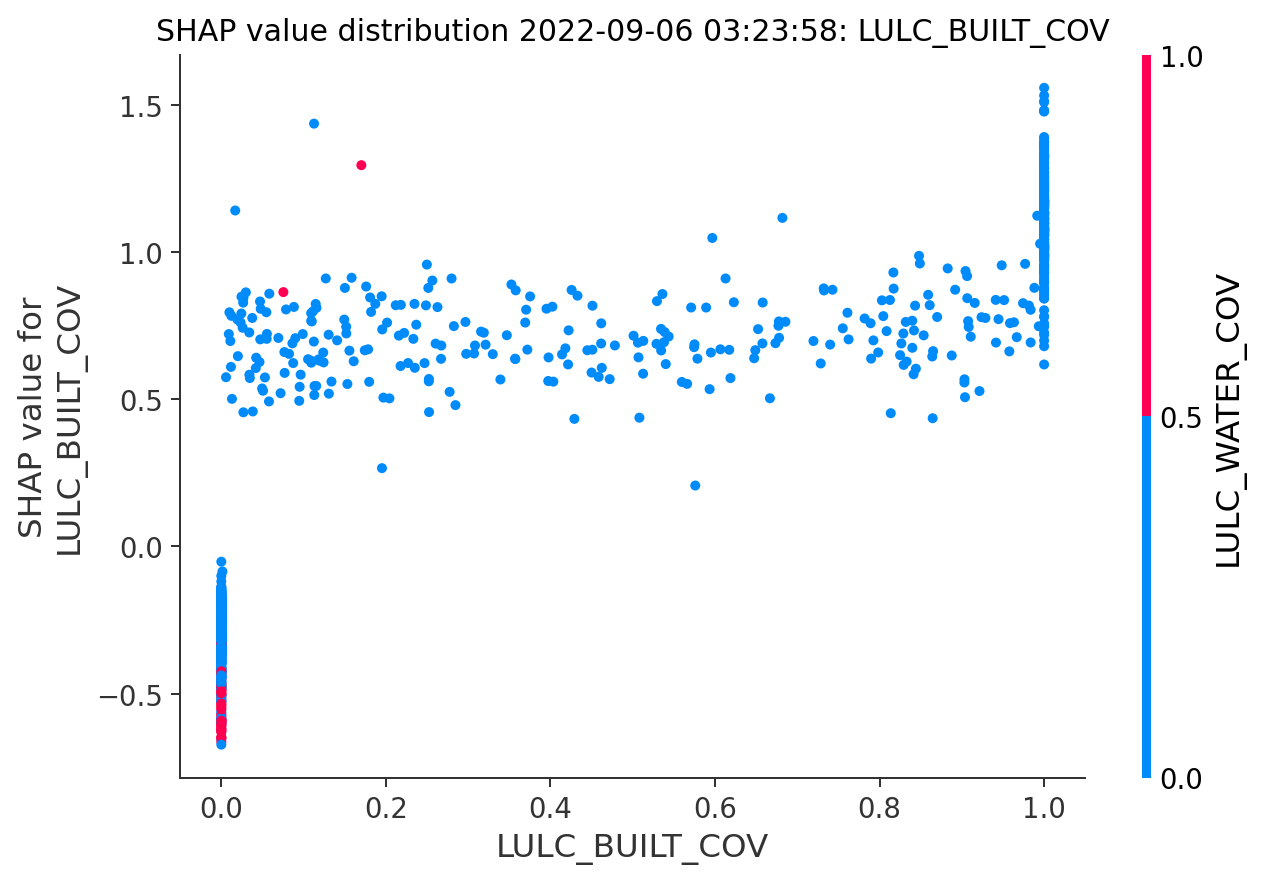 SHAP value distribution 2022-09-06 03:23:58: LULC_BUILT_COV
SHAP value for
LULC_BUILT_COV
1.5
1.0
0.5
0.0
−0.5
0.0 0.2 0.4 0.6 0.8 1.0
LULC_BUILT_COV
1.0
0.5
0.0
LULC_WATER_COV